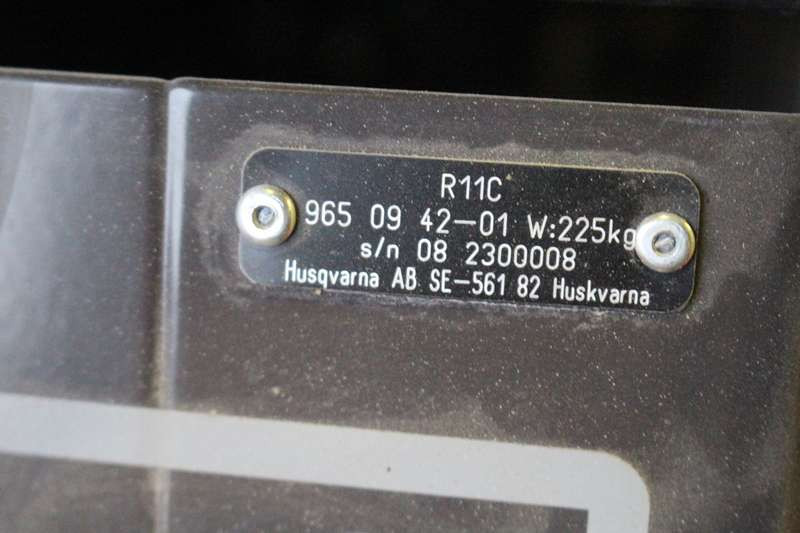 R11C
965 09 42-01 W:225kg
s/n 08 2300008
Husqvarna AB SE-561 82 Huskvarna